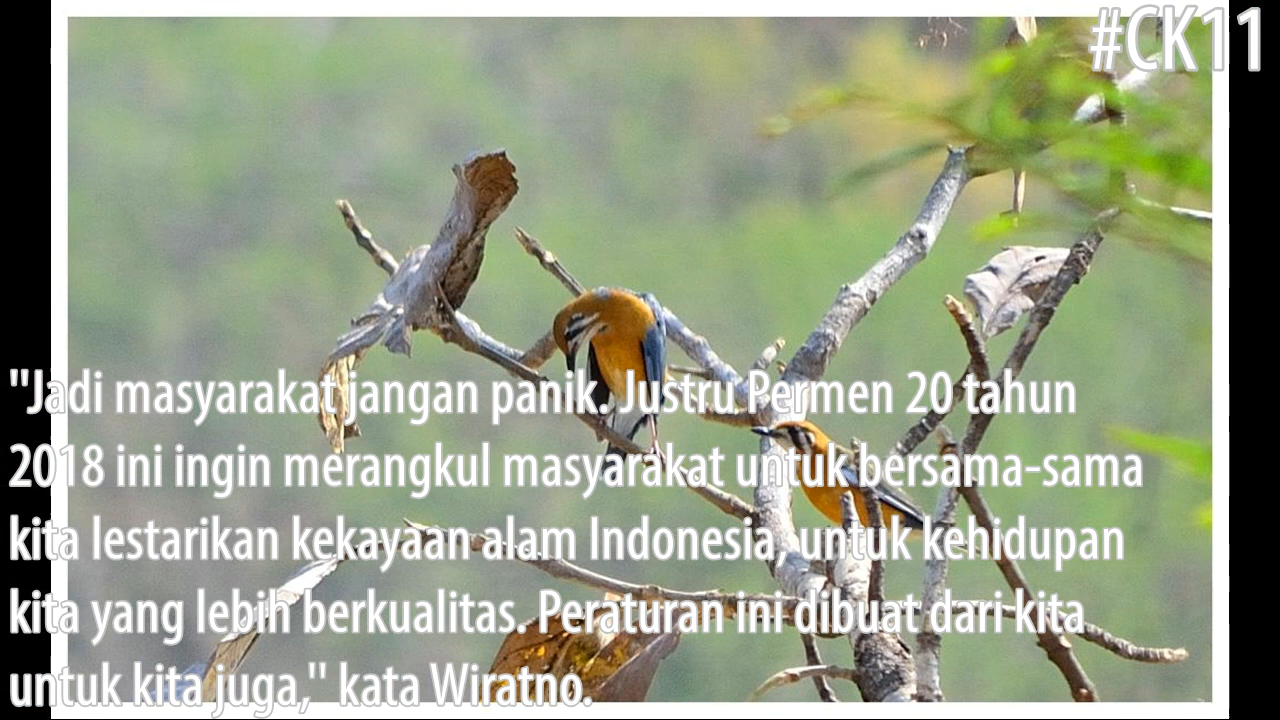 #CK11
"Jadi masyarakat jangan panik. Justru Permen 20 tahun
2018 ini ingin merangkul masyarakat untuk bersama-sama
kita lestarikan kekayaan alam Indonesia, untuk kehidupan
kita yang lebih berkualitas. Peraturan ini dibuat dari kita
untuk kita juga," kata Wiratno.